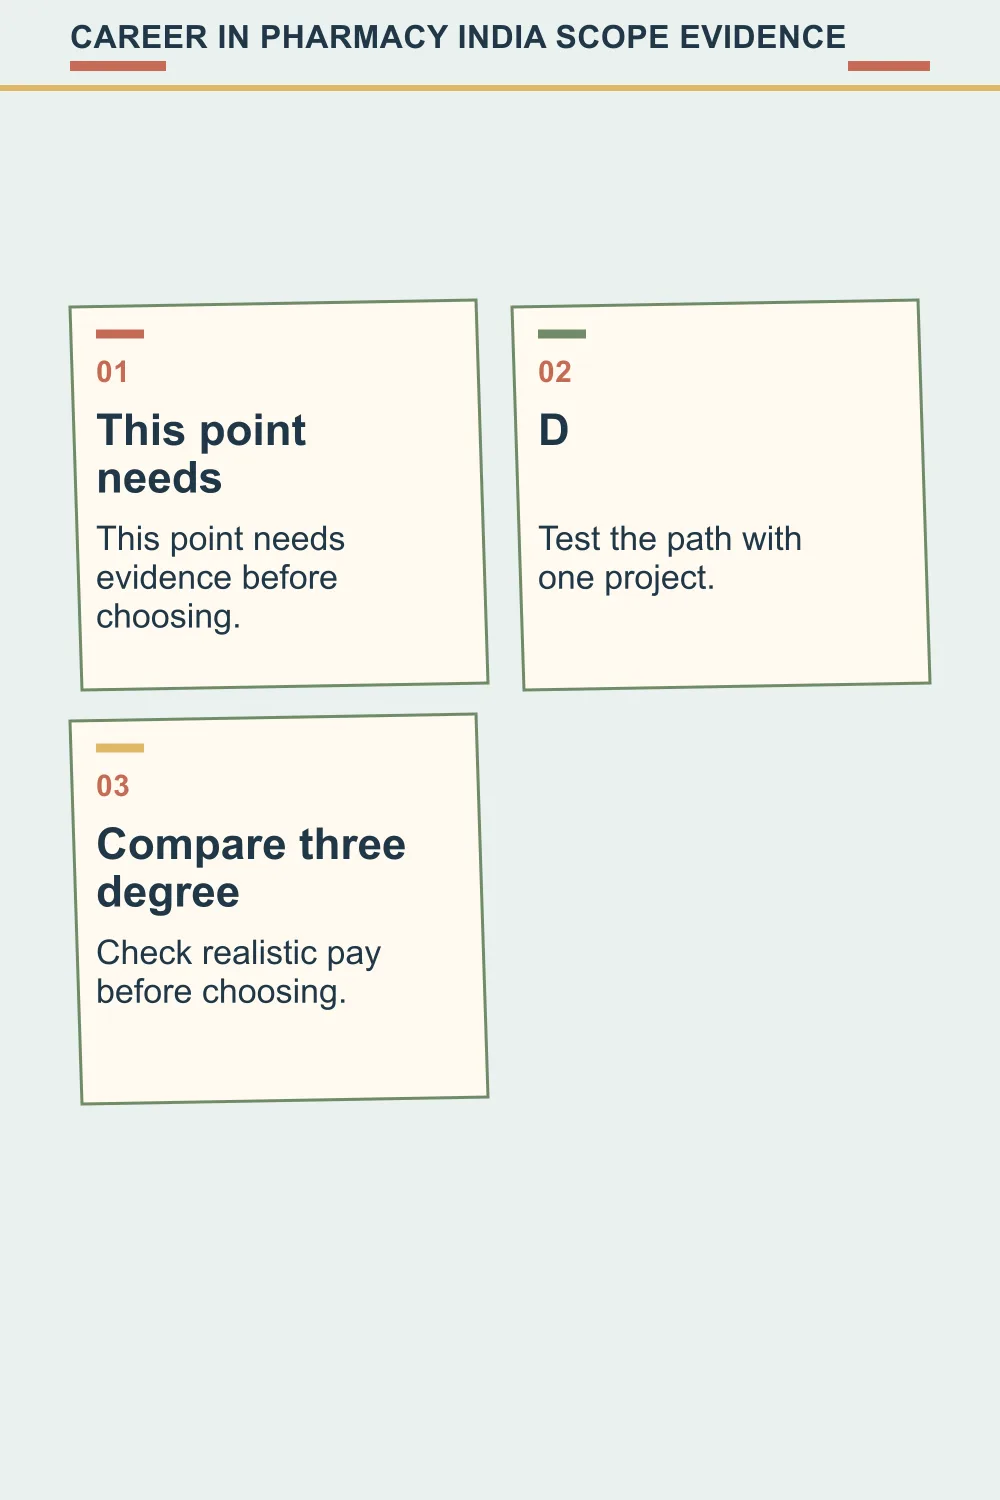 CAREER IN PHARMACY INDIA SCOPE EVIDENCE
01
This point
needs
This point needs
evidence before
choosing.
02
D
Test the path with
one project.
03
Compare three
degree
Check realistic pay
before choosing.